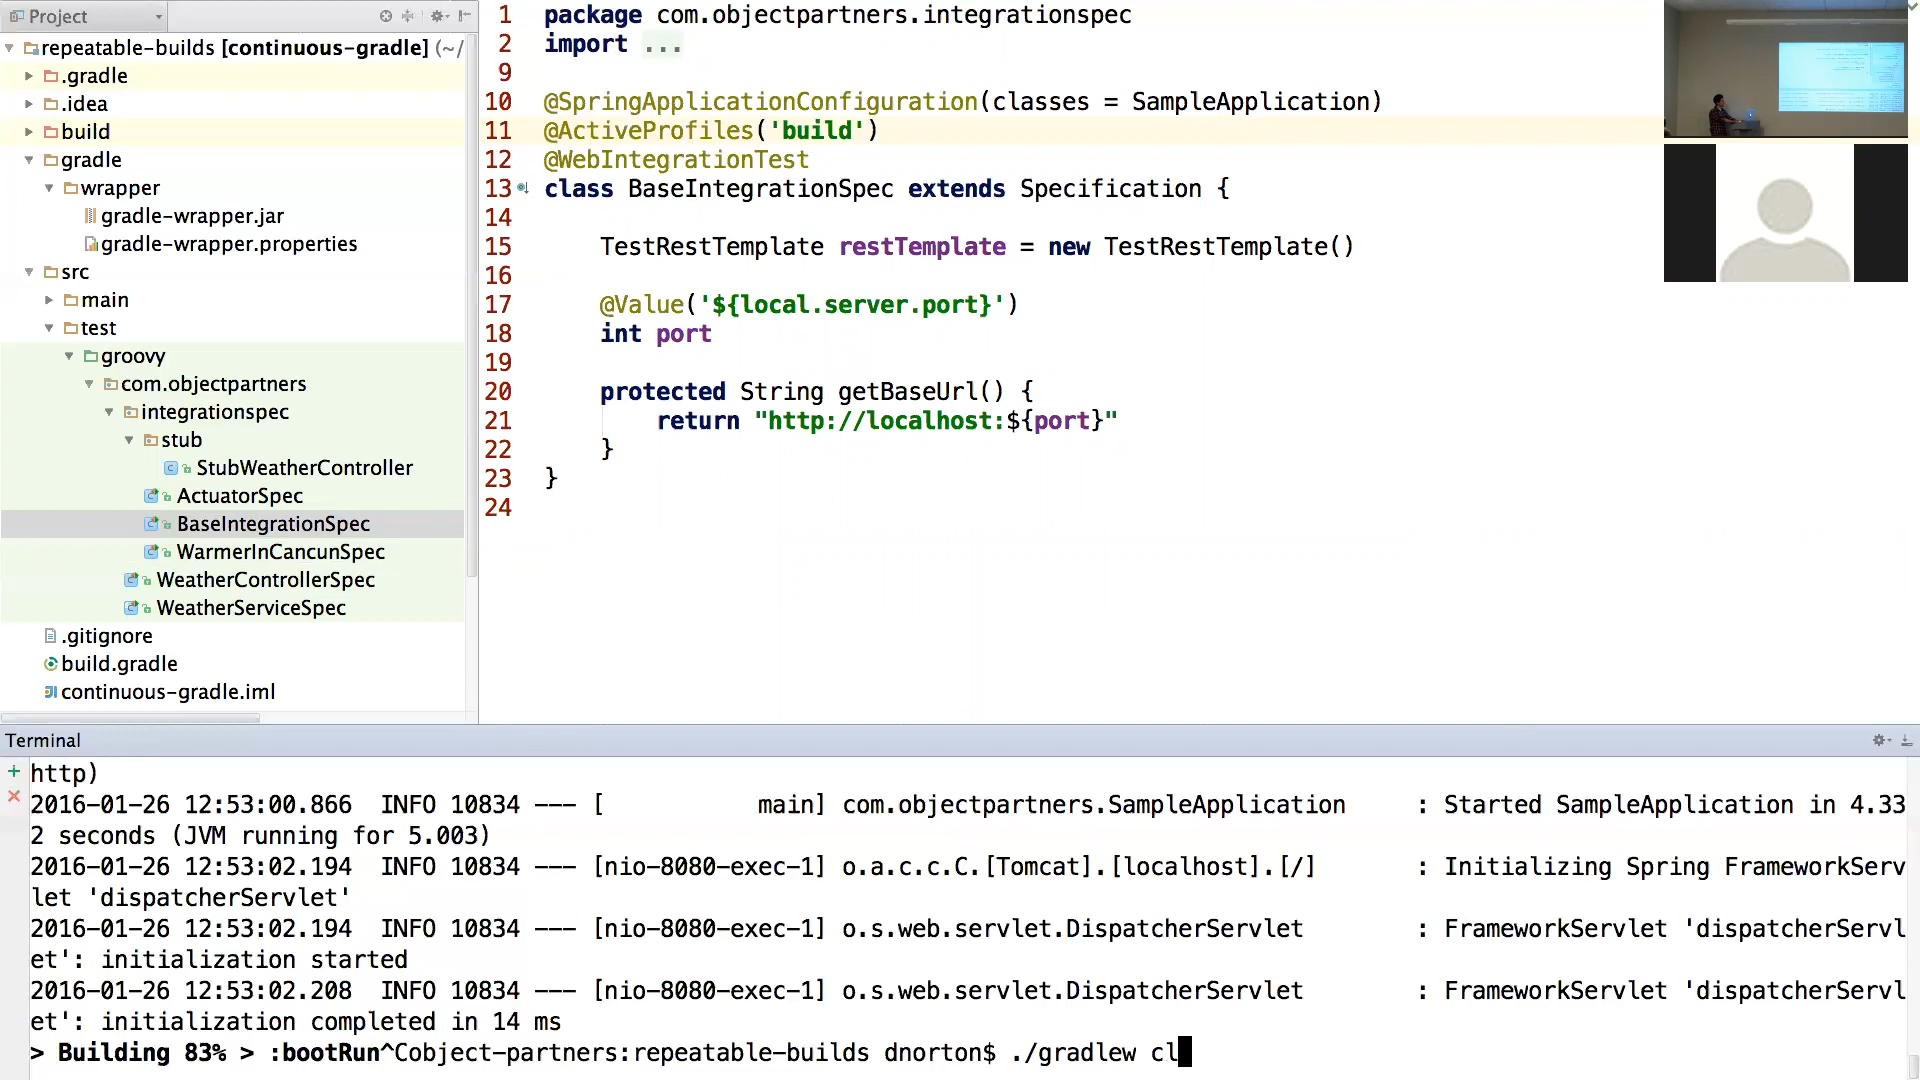 Project
repeatable-builds [continuous-gradle] (~/
.gradle
.idea
build
gradle
wrapper
gradle-wrapper.jar
gradle-wrapper.properties
src
main
test
groovy
com.objectpartners
integrationspec
stub
StubWeatherController
ActuatorSpec
BaseIntegrationSpec
WarmerInCancunSpec
WeatherControllerSpec
WeatherServiceSpec
.gitignore
build.gradle
continuous-gradle.iml
1 package com.objectpartners.integrationspec
2 import ...
9
10 @SpringApplicationConfiguration(classes = SampleApplication)
11 @ActiveProfiles('build')
12 @WebIntegrationTest
13 class BaseIntegrationSpec extends Specification {
14
15 TestRestTemplate restTemplate = new TestRestTemplate()
16
17 @Value('${local.server.port}')
18 int port
19
20 protected String getBaseUrl() {
21 return "http://localhost:${port}"
22 }
23 }
24
Terminal
http)
2016-01-26 12:53:00.866  INFO 10834 --- [           main] com.objectpartners.SampleApplication     : Started SampleApplication in 4.33
2 seconds (JVM running for 5.003)
2016-01-26 12:53:02.194  INFO 10834 --- [nio-8080-exec-1] o.a.c.c.C.[Tomcat].[localhost].[/]       : Initializing Spring FrameworkServ
let 'dispatcherServlet'
2016-01-26 12:53:02.194  INFO 10834 --- [nio-8080-exec-1] o.s.web.servlet.DispatcherServlet        : FrameworkServlet 'dispatcherServl
et': initialization started
2016-01-26 12:53:02.208  INFO 10834 --- [nio-8080-exec-1] o.s.web.servlet.DispatcherServlet        : FrameworkServlet 'dispatcherServl
et': initialization completed in 14 ms
> Building 83% > :bootRun^Cobject-partners:repeatable-builds dnorton$ ./gradlew cl